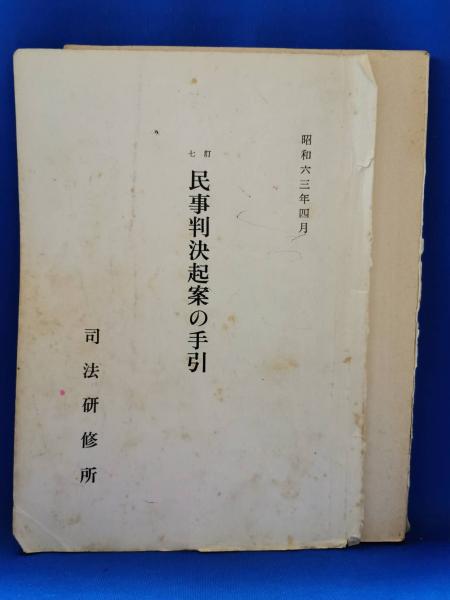 昭和六三年四月
七訂
民事判決起案の手引
司法研修所